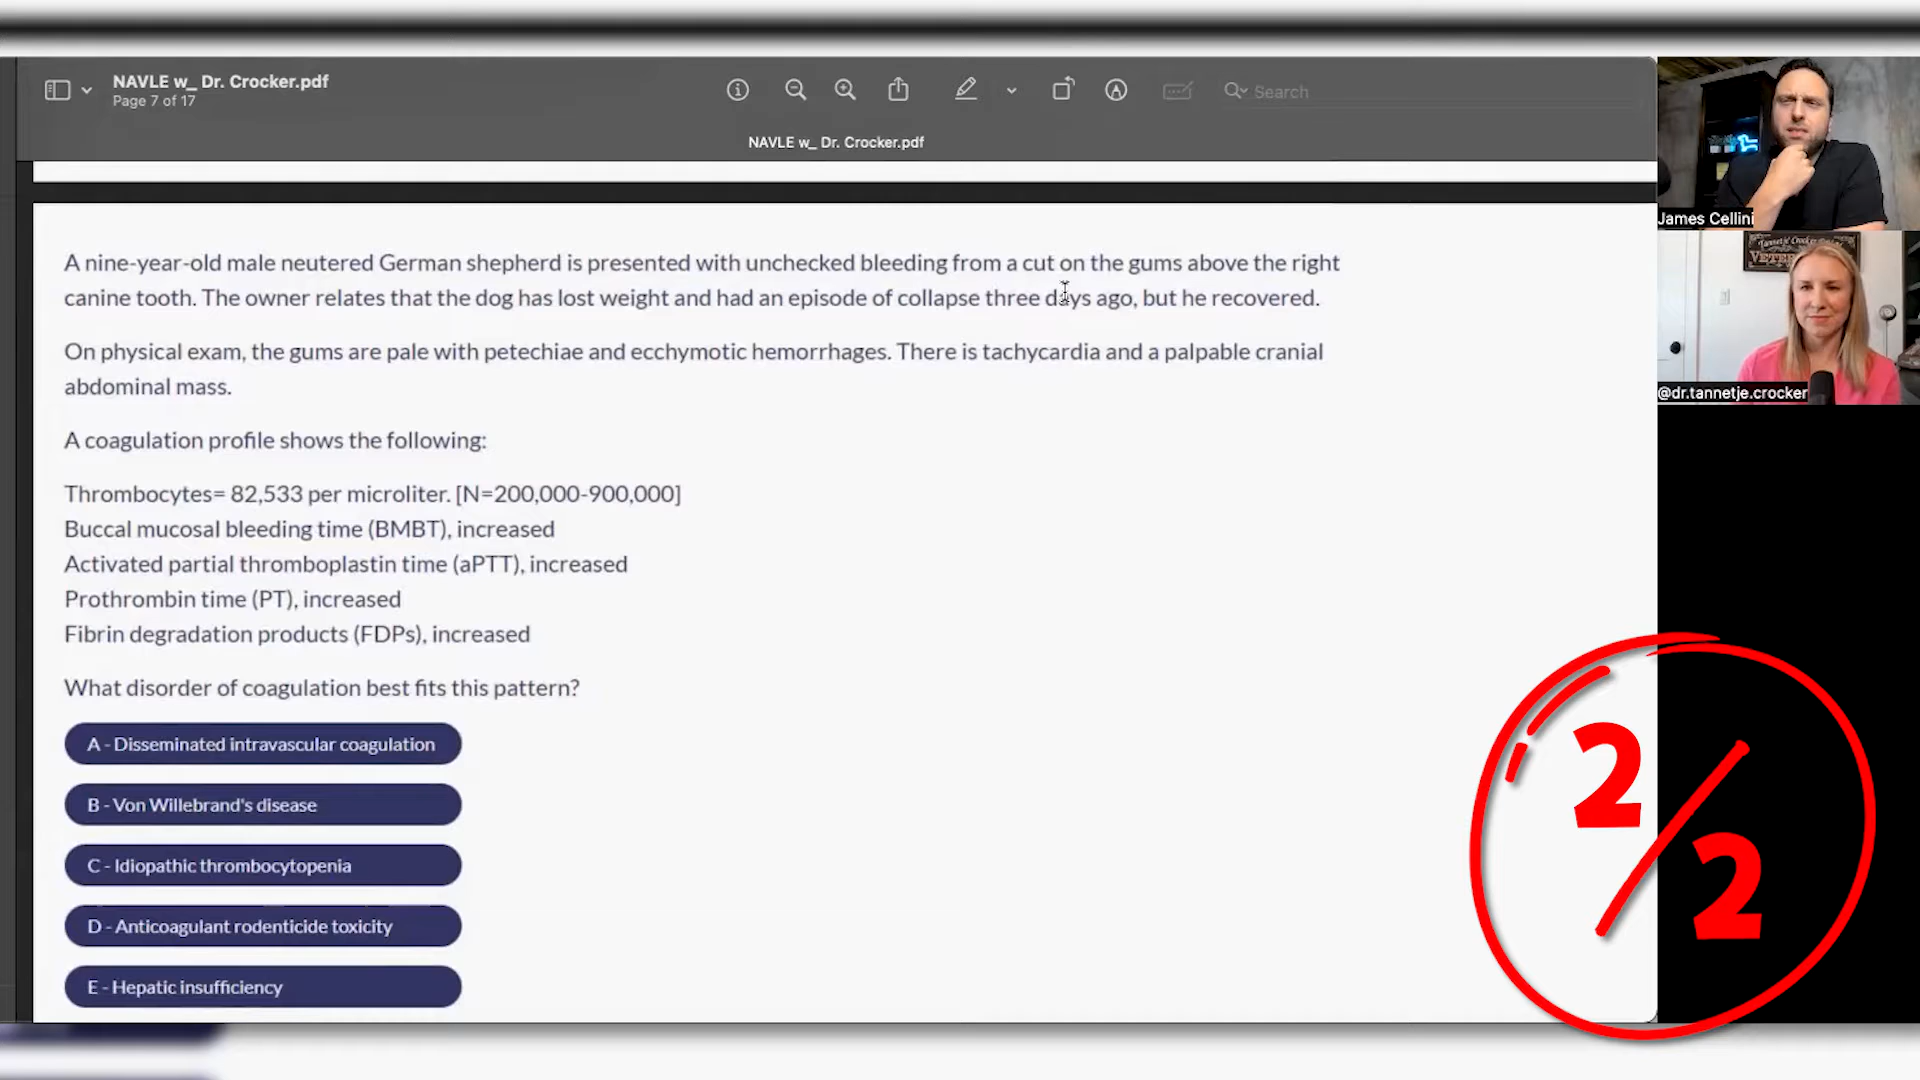 NAVLE w_ Dr. Crocker.pdf
Page 7 of 17
Search
NAVLE w_ Dr. Crocker.pdf
A nine-year-old male neutered German shepherd is presented with unchecked bleeding from a cut on the gums above the right
canine tooth. The owner relates that the dog has lost weight and had an episode of collapse three days ago, but he recovered.
On physical exam, the gums are pale with petechiae and ecchymotic hemorrhages. There is tachycardia and a palpable cranial
abdominal mass.
A coagulation profile shows the following:
Thrombocytes= 82,533 per microliter. [N=200,000-900,000]
Buccal mucosal bleeding time (BMBT), increased
Activated partial thromboplastin time (aPTT), increased
Prothrombin time (PT), increased
Fibrin degradation products (FDPs), increased
What disorder of coagulation best fits this pattern?
A - Disseminated intravascular coagulation
B - Von Willebrand's disease
C - Idiopathic thrombocytopenia
D - Anticoagulant rodenticide toxicity
E - Hepatic insufficiency
James Cellini
@dr.tannetje.crocker
2/2